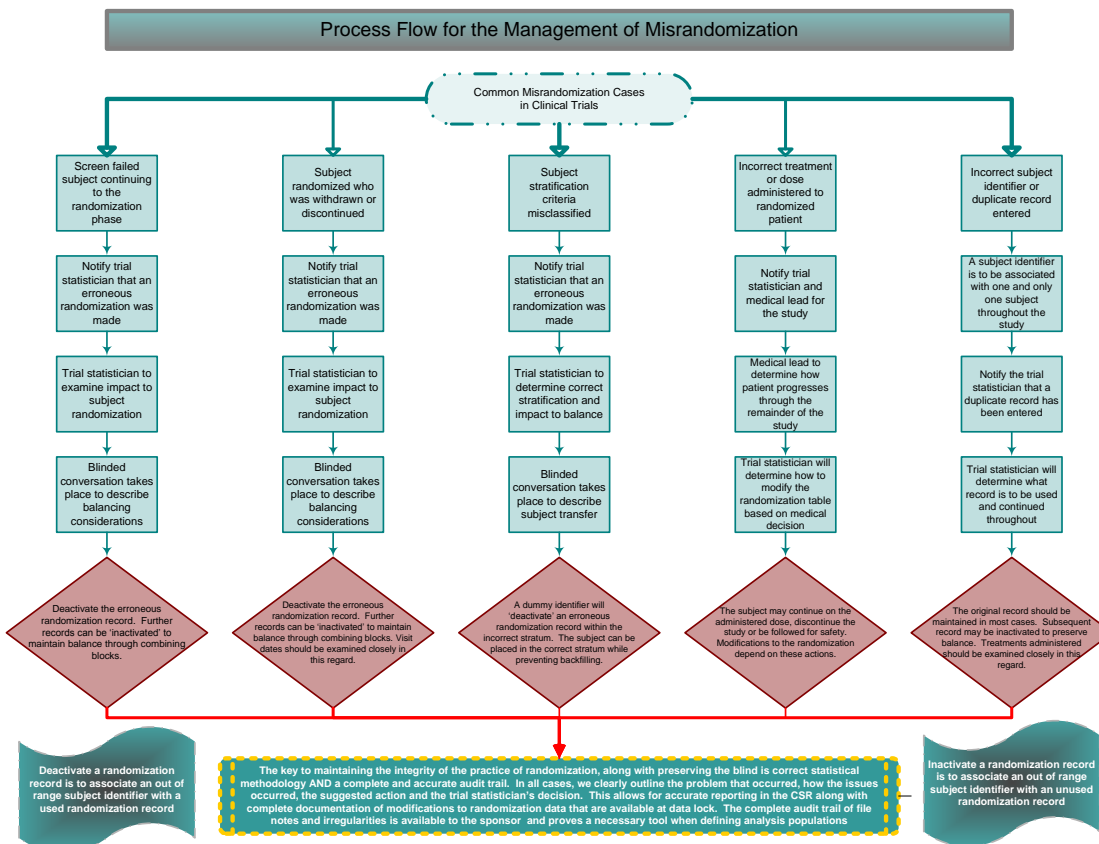 Process Flow for the Management of Misrandomization
Common Misrandomization Cases
in Clinical Trials
Screen failed
subject continuing to
the
randomization
phase
Subject
randomized who
was withdrawn or
discontinued
Subject
stratification
criteria
misclassified
Incorrect treatment
or dose
administered to
randomized
patient
Incorrect subject
identifier or
duplicate record
entered
Notify trial
statistician that an
erroneous
randomization was
made
Notify trial
statistician that an
erroneous
randomization was
made
Notify trial
statistician that an
erroneous
randomization was
made
Notify trial
statistician and
medical lead for
the study
A subject identifier
is to be associated
with one and only
one subject
throughout the
study
Trial statistician to
examine impact to
subject
randomization
Trial statistician to
examine impact to
subject
randomization
Trial statistician to
determine correct
stratification and
impact to balance
Medical lead to
determine how
patient progresses
through the
remainder of the
study
Notify the trial
statistician that a
duplicate record has
been entered
Blinded
conversation takes
place to describe
balancing
considerations
Blinded
conversation takes
place to describe
balancing
considerations
Blinded
conversation takes
place to describe
subject transfer
Trial statistician will
determine how to
modify the
randomization table
based on medical
decision
Trial statistician will
determine what
record is to be used
and continued
throughout
Deactivate the erroneous
randomization record. Further
records can be 'inactivated' to
maintain balance through combining
blocks.
Deactivate the erroneous
randomization record. Further
records can be 'inactivated' to maintain
balance through combining blocks. Visit
dates should be examined closely in
this regard.
A dummy identifier will
'deactivate' an erroneous
randomization record within the
incorrect stratum. The subject can be
placed in the correct stratum while
preventing backfilling.
The subject may continue on the
administered dose, discontinue
the study or be followed for safety.
Modifications to the randomization
depend on these actions.
The original record should be
maintained in most cases. Subsequent
record may be inactivated to preserve
balance. Treatments administered
should be examined closely in this
regard.
Deactivate a randomization
record is to associate an out of
range subject identifier with a
used randomization record
The key to maintaining the integrity of the practice of randomization, along with preserving the blind is correct statistical
methodology AND a complete and accurate audit trail. In all cases, we clearly outline the problem that occurred, how the issues
occurred, the suggested action and the trial statistician's decision. This allows for accurate reporting in the CSR along with
complete documentation of modifications to randomization data that are available at data lock. The complete audit trail of file
notes and irregularities is available to the sponsor and proves a necessary tool when defining analysis populations
Inactivate a randomization record
is to associate an out of range
subject identifier with an unused
randomization record